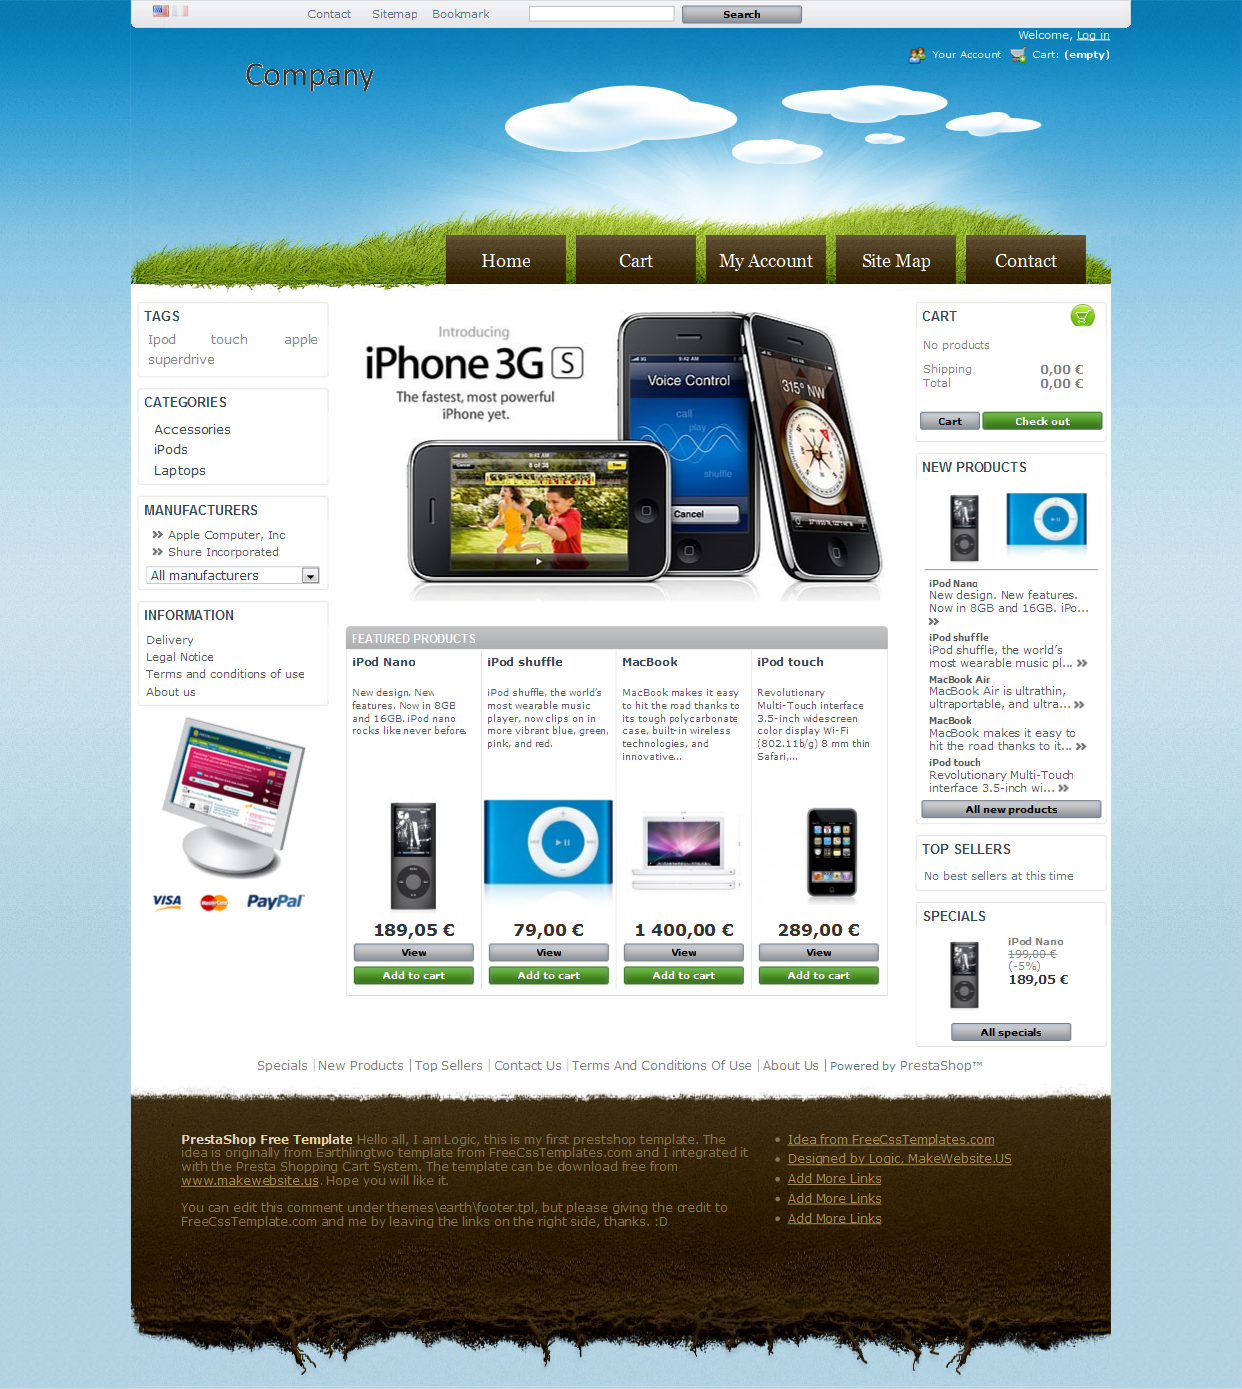 Contact Sitemap Bookmark Search
Welcome, Log in
Your Account Cart: (empty)
Company
Home Cart My Account Site Map Contact
TAGS
Ipod touch apple
superdrive
CATEGORIES
Accessories
iPods
Laptops
MANUFACTURERS
Apple Computer, Inc
Shure Incorporated
All manufacturers
INFORMATION
Delivery
Legal Notice
Terms and conditions of use
About us
VISA MasterCard PayPal
Introducing
iPhone 3G S
The fastest, most powerful
iPhone yet.
9:42 AM
Voice Control
call
play
shuffle
Cancel
315° NW
8 of 38
FEATURED PRODUCTS
iPod Nano
New design. New
features. Now in 8GB
and 16GB. iPod nano
rocks like never before.
189,05 €
View
Add to cart
iPod shuffle
iPod shuffle, the world's
most wearable music
player, now clips on in
more vibrant blue, green,
pink, and red.
79,00 €
View
Add to cart
MacBook
MacBook makes it easy
to hit the road thanks to
its tough polycarbonate
case, built-in wireless
technologies, and
innovative...
1 400,00 €
View
Add to cart
iPod touch
Revolutionary
Multi-Touch interface
3.5-inch widescreen
color display Wi-Fi
(802.11b/g) 8 mm thin
Safari,...
289,00 €
View
Add to cart
CART
No products
Shipping 0,00 €
Total 0,00 €
Cart Check out
NEW PRODUCTS
iPod Nano
New design. New features.
Now in 8GB and 16GB. iPo...
iPod shuffle
iPod shuffle, the world's
most wearable music pl...
MacBook Air
MacBook Air is ultrathin,
ultraportable, and ultra...
MacBook
MacBook makes it easy to
hit the road thanks to it...
iPod touch
Revolutionary Multi-Touch
interface 3.5-inch wi...
All new products
TOP SELLERS
No best sellers at this time
SPECIALS
iPod Nano
199,00 €
(-5%)
189,05 €
All specials
Specials | New Products | Top Sellers | Contact Us | Terms And Conditions Of Use | About Us | Powered by PrestaShop™
PrestaShop Free Template Hello all, I am Logic, this is my first prestshop template. The
idea is originally from Earthlingtwo template from FreeCssTemplates.com and I integrated it
with the Presta Shopping Cart System. The template can be download free from
www.makewebsite.us. Hope you will like it.
You can edit this comment under themes\earth\footer.tpl, but please giving the credit to
FreeCssTemplate.com and me by leaving the links on the right side, thanks. :D
Idea from FreeCssTemplates.com
Designed by Logic, MakeWebsite.US
Add More Links
Add More Links
Add More Links